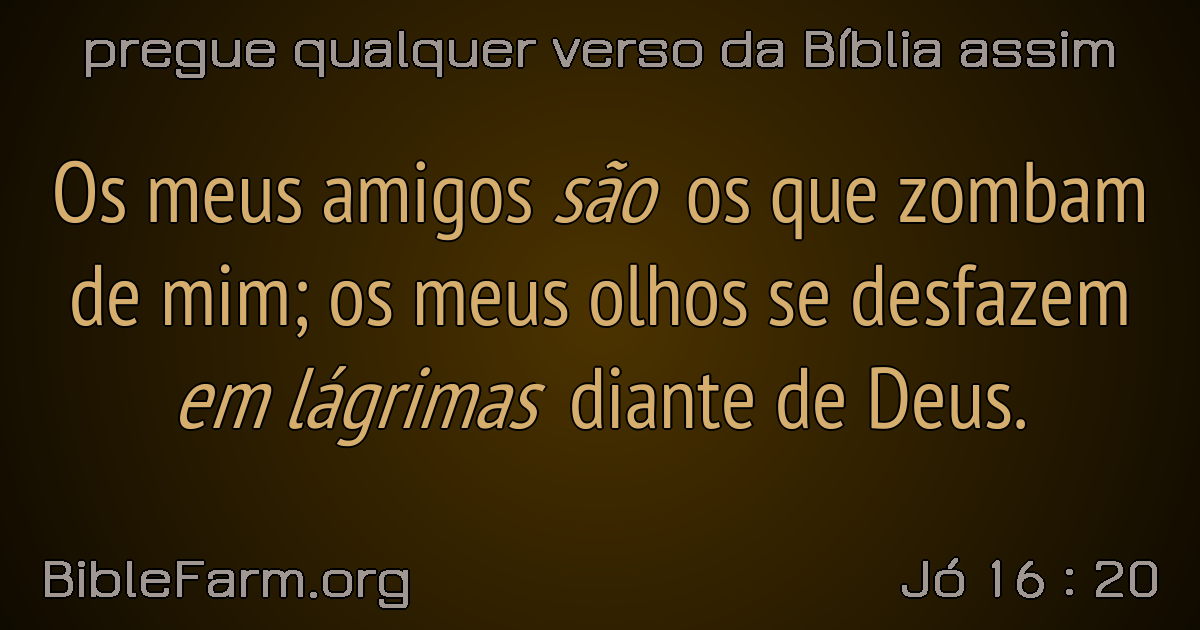 pregue qualquer verso da Bíblia assim
Os meus amigos são os que zombam
de mim; os meus olhos se desfazem
em lágrimas diante de Deus.
BibleFarm.org
Jó 16 : 20